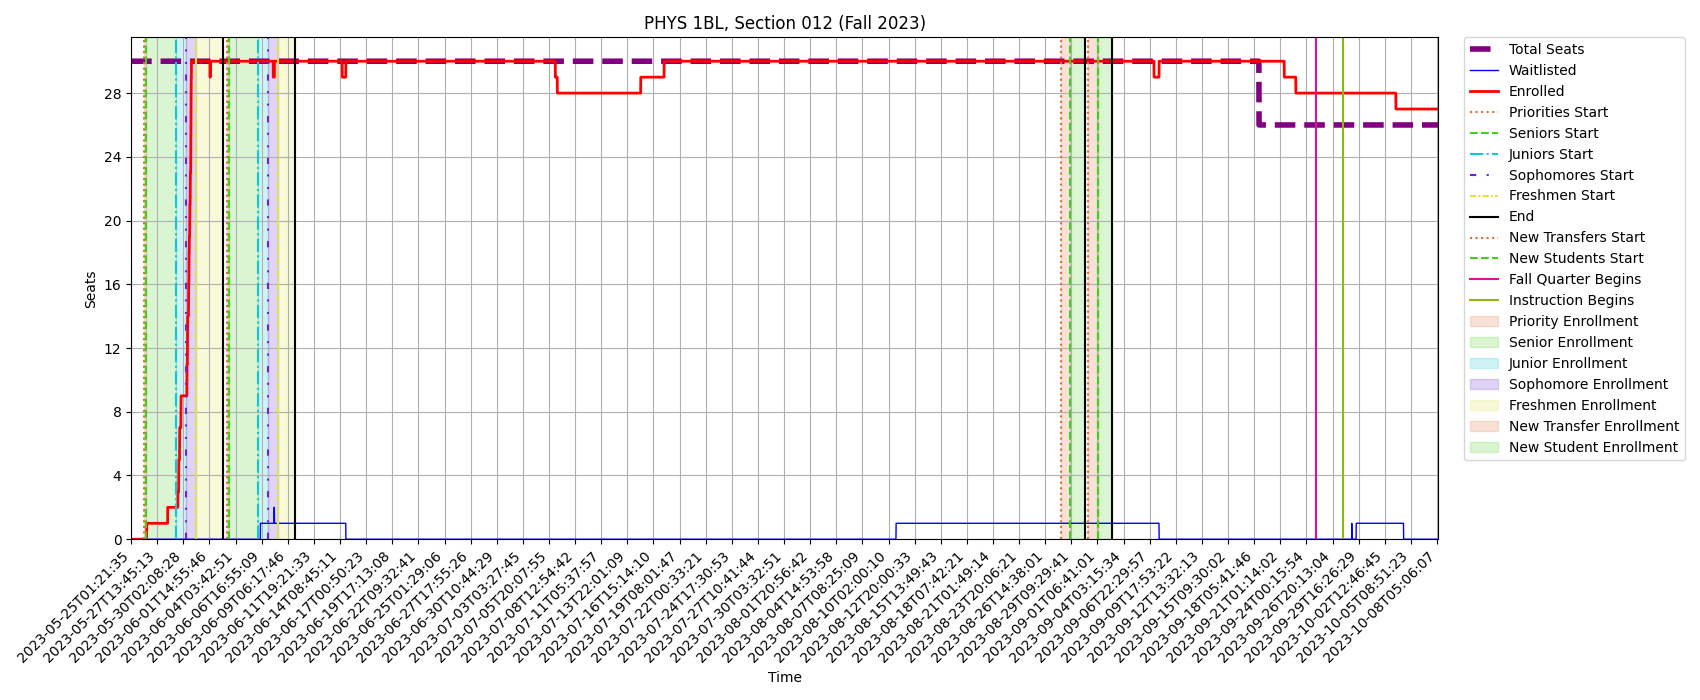 PHYS 1BL, Section 012 (Fall 2023)
Seats
28
24
20
16
12
8
4
0
2023-05-25T01:21:35
2023-05-27T13:45:13
2023-05-30T02:08:28
2023-06-01T14:55:46
2023-06-04T03:42:51
2023-06-06T16:55:09
2023-06-09T06:17:46
2023-06-11T19:21:33
2023-06-14T08:45:11
2023-06-17T00:50:23
2023-06-19T17:13:08
2023-06-22T09:32:41
2023-06-25T01:29:06
2023-06-27T17:55:26
2023-06-30T10:44:29
2023-07-03T03:27:45
2023-07-05T20:07:55
2023-07-08T12:54:42
2023-07-11T05:37:57
2023-07-13T22:01:09
2023-07-16T15:14:10
2023-07-19T08:01:47
2023-07-22T00:33:21
2023-07-24T17:30:53
2023-07-27T10:41:44
2023-07-30T03:32:51
2023-08-01T20:56:42
2023-08-04T14:53:58
2023-08-07T08:25:09
2023-08-10T02:00:10
2023-08-12T20:00:33
2023-08-15T13:49:43
2023-08-18T07:42:21
2023-08-21T01:49:14
2023-08-23T20:06:21
2023-08-26T14:38:01
2023-08-29T09:29:41
2023-09-01T06:41:01
2023-09-04T03:15:34
2023-09-06T22:29:57
2023-09-09T17:53:22
2023-09-12T13:32:13
2023-09-15T09:30:02
2023-09-18T05:41:46
2023-09-21T01:14:02
2023-09-24T00:15:54
2023-09-26T20:13:04
2023-09-29T16:26:29
2023-10-02T12:46:45
2023-10-05T08:51:23
2023-10-08T05:06:07
Time
Total Seats
Waitlisted
Enrolled
Priorities Start
Seniors Start
Juniors Start
Sophomores Start
Freshmen Start
End
New Transfers Start
New Students Start
Fall Quarter Begins
Instruction Begins
Priority Enrollment
Senior Enrollment
Junior Enrollment
Sophomore Enrollment
Freshmen Enrollment
New Transfer Enrollment
New Student Enrollment